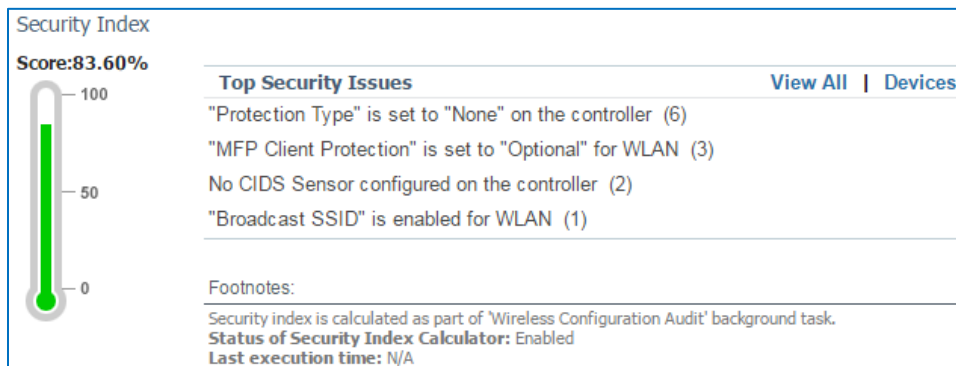 Security Index
Score:83.60%
100
50
0
Top Security Issues View All | Devices
"Protection Type" is set to "None" on the controller (6)
"MFP Client Protection" is set to "Optional" for WLAN (3)
No CIDS Sensor configured on the controller (2)
"Broadcast SSID" is enabled for WLAN (1)
Footnotes:
Security index is calculated as part of 'Wireless Configuration Audit' background task.
Status of Security Index Calculator: Enabled
Last execution time: N/A